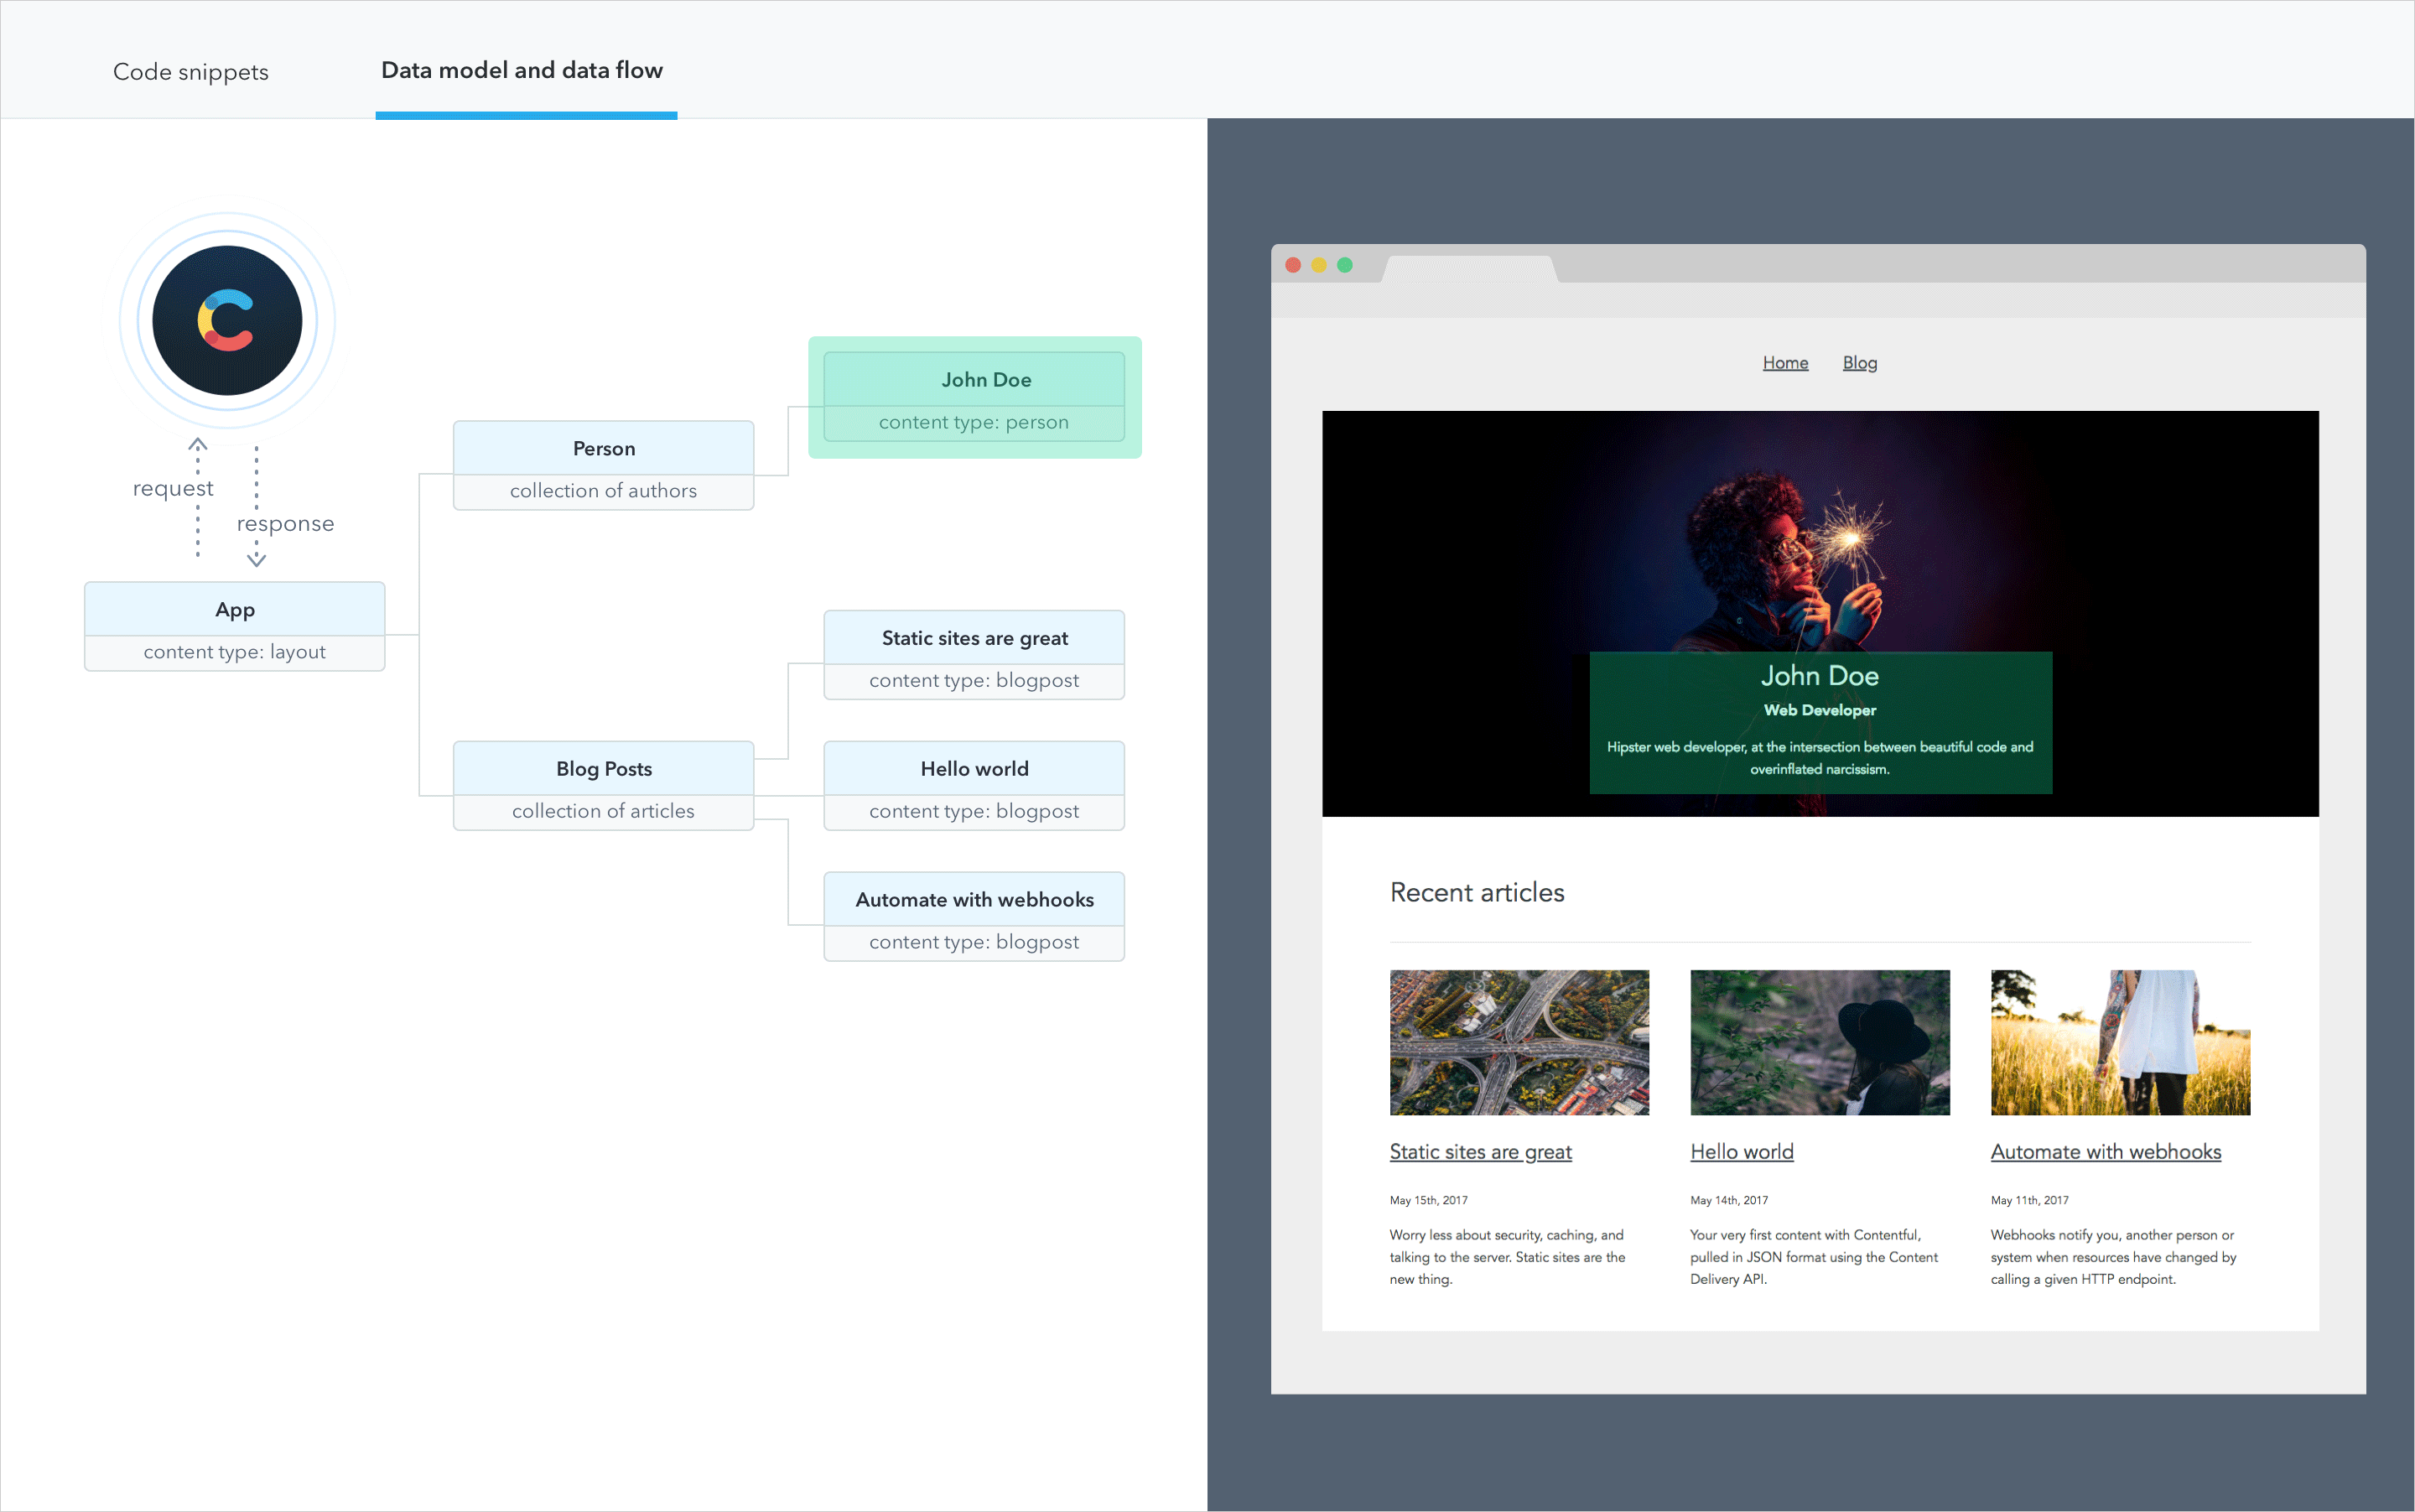 Code snippets
Data model and data flow
request
response
App
content type: layout
Person
collection of authors
John Doe
content type: person
Blog Posts
collection of articles
Static sites are great
content type: blogpost
Hello world
content type: blogpost
Automate with webhooks
content type: blogpost
Home
Blog
John Doe
Web Developer
Hipster web developer, at the intersection between beautiful code and
overinflated narcissism.
Recent articles
Static sites are great
May 15th, 2017
Worry less about security, caching, and
talking to the server. Static sites are the
new thing.
Hello world
May 14th, 2017
Your very first content with Contentful,
pulled in JSON format using the Content
Delivery API.
Automate with webhooks
May 11th, 2017
Webhooks notify you, another person or
system when resources have changed by
calling a given HTTP endpoint.